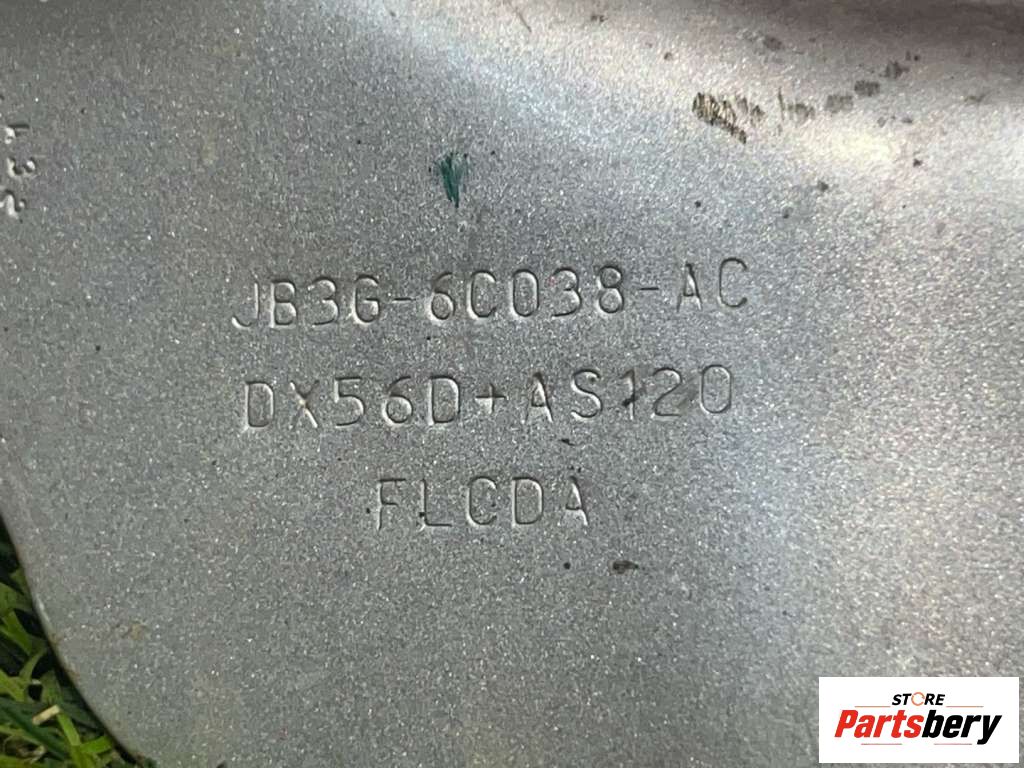 JB3G-6C038-AC
DX56D+AS120
FLCDA
STORE
Partsbery